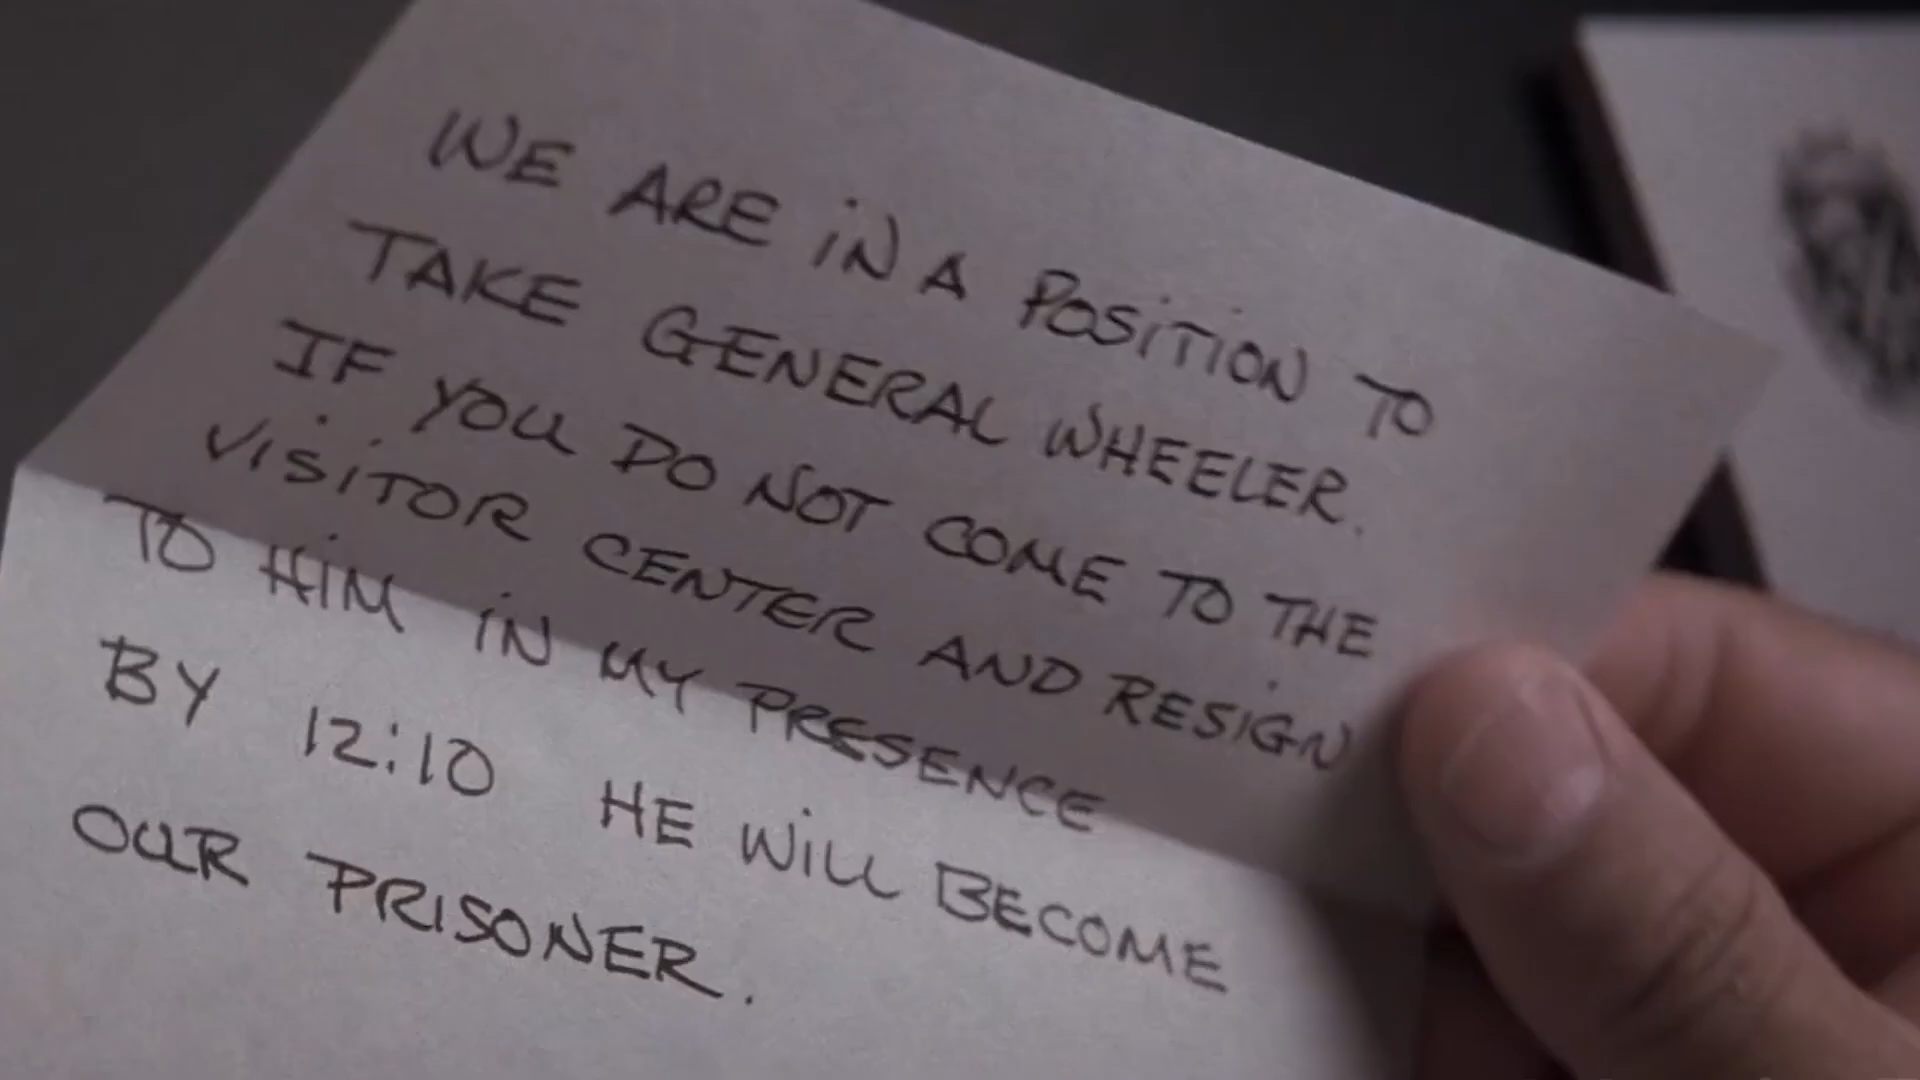 WE ARE IN A POSITION TO
TAKE GENERAL WHEELER.
IF YOU DO NOT COME TO THE
VISITOR CENTER AND RESIGN
TO HIM IN MY PRESENCE
BY 12:10 HE WILL BECOME
OUR PRISONER.